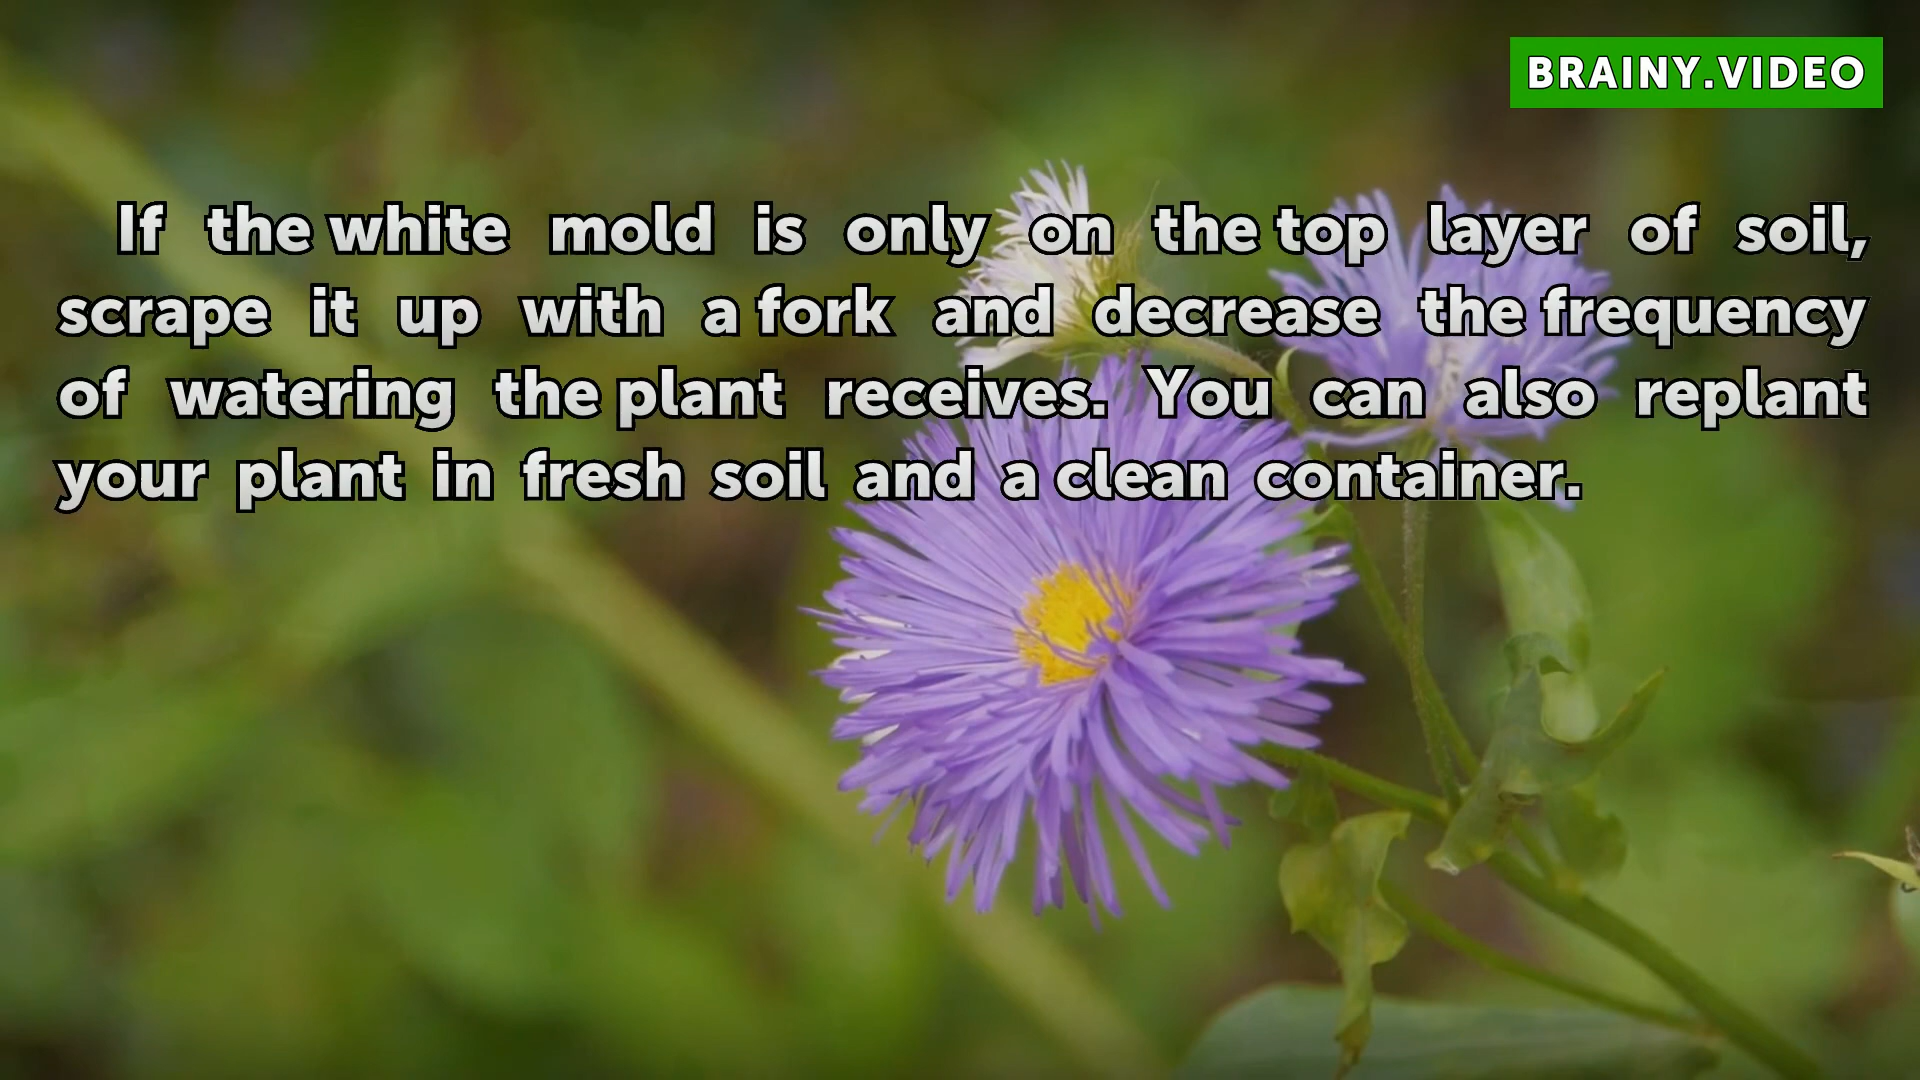 BRAINY.VIDEO
If the white mold is only on the top layer of soil,
scrape it up with a fork and decrease the frequency
of watering the plant receives. You can also replant
your plant in fresh soil and a clean container.